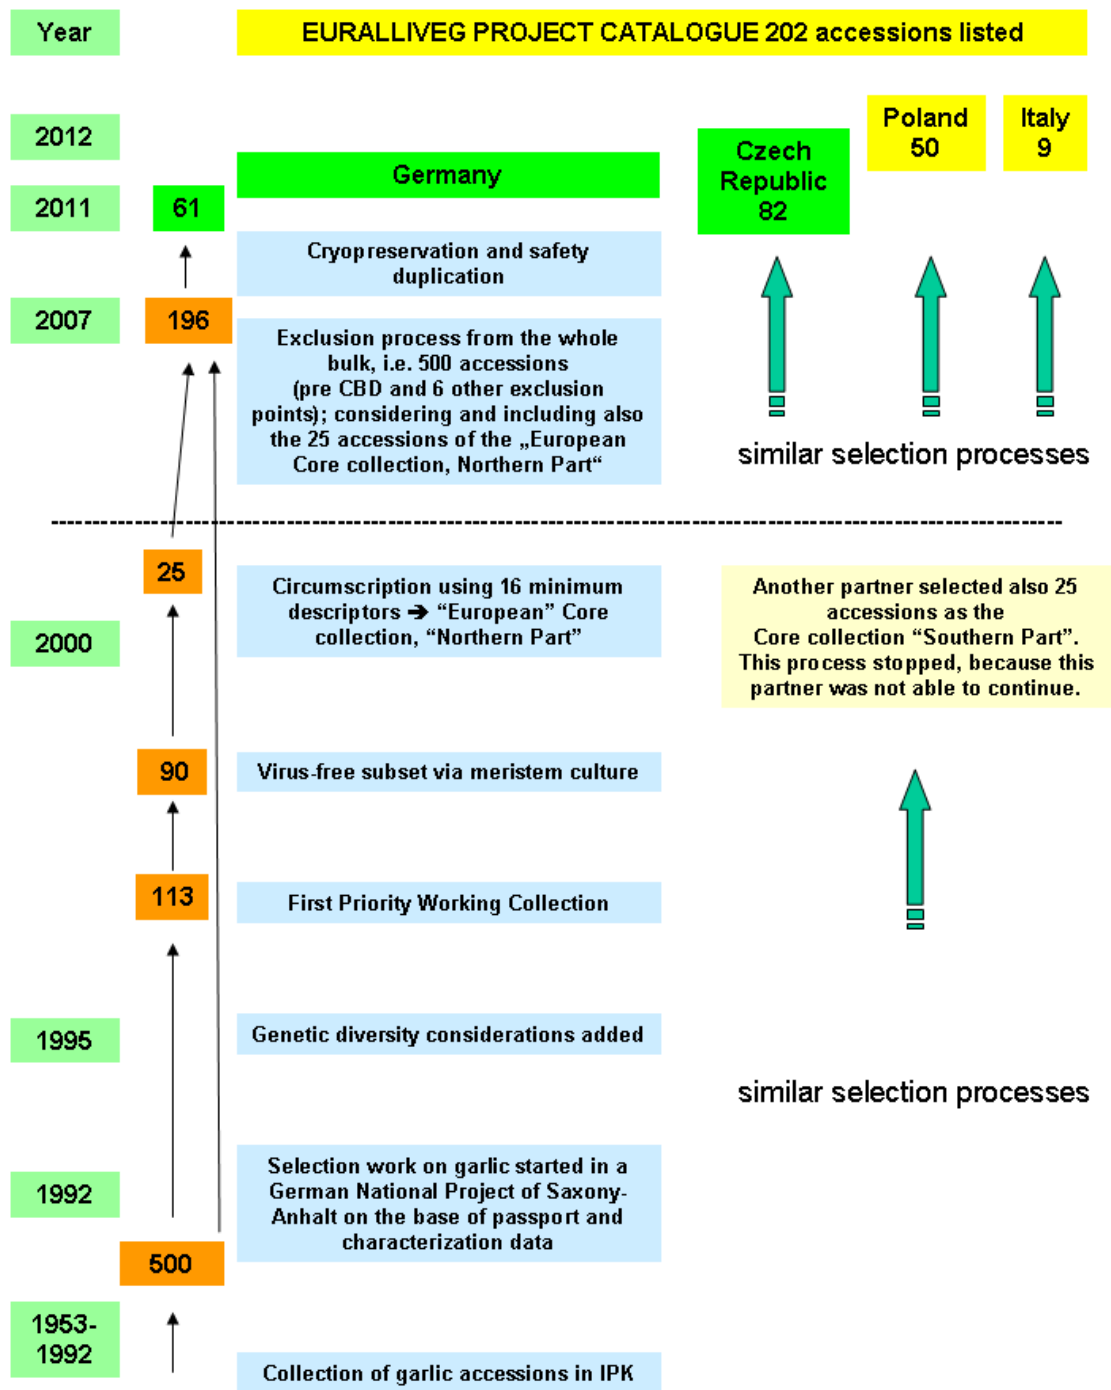 Year
EURALLIVEG PROJECT CATALOGUE 202 accessions listed
2012
Poland
50
Italy
9
Czech
Republic
82
Germany
2011
61
Cryopreservation and safety
duplication
2007
196
Exclusion process from the whole
bulk, i.e. 500 accessions
(pre CBD and 6 other exclusion
points); considering and including also
the 25 accessions of the „European
Core collection, Northern Part“
similar selection processes
25
Circumscription using 16 minimum
descriptors ➔ “European” Core
collection, “Northern Part”
2000
Another partner selected also 25
accessions as the
Core collection “Southern Part”.
This process stopped, because this
partner was not able to continue.
90
Virus-free subset via meristem culture
113
First Priority Working Collection
1995
Genetic diversity considerations added
similar selection processes
1992
Selection work on garlic started in a
German National Project of Saxony-
Anhalt on the base of passport and
characterization data
500
1953-
1992
Collection of garlic accessions in IPK